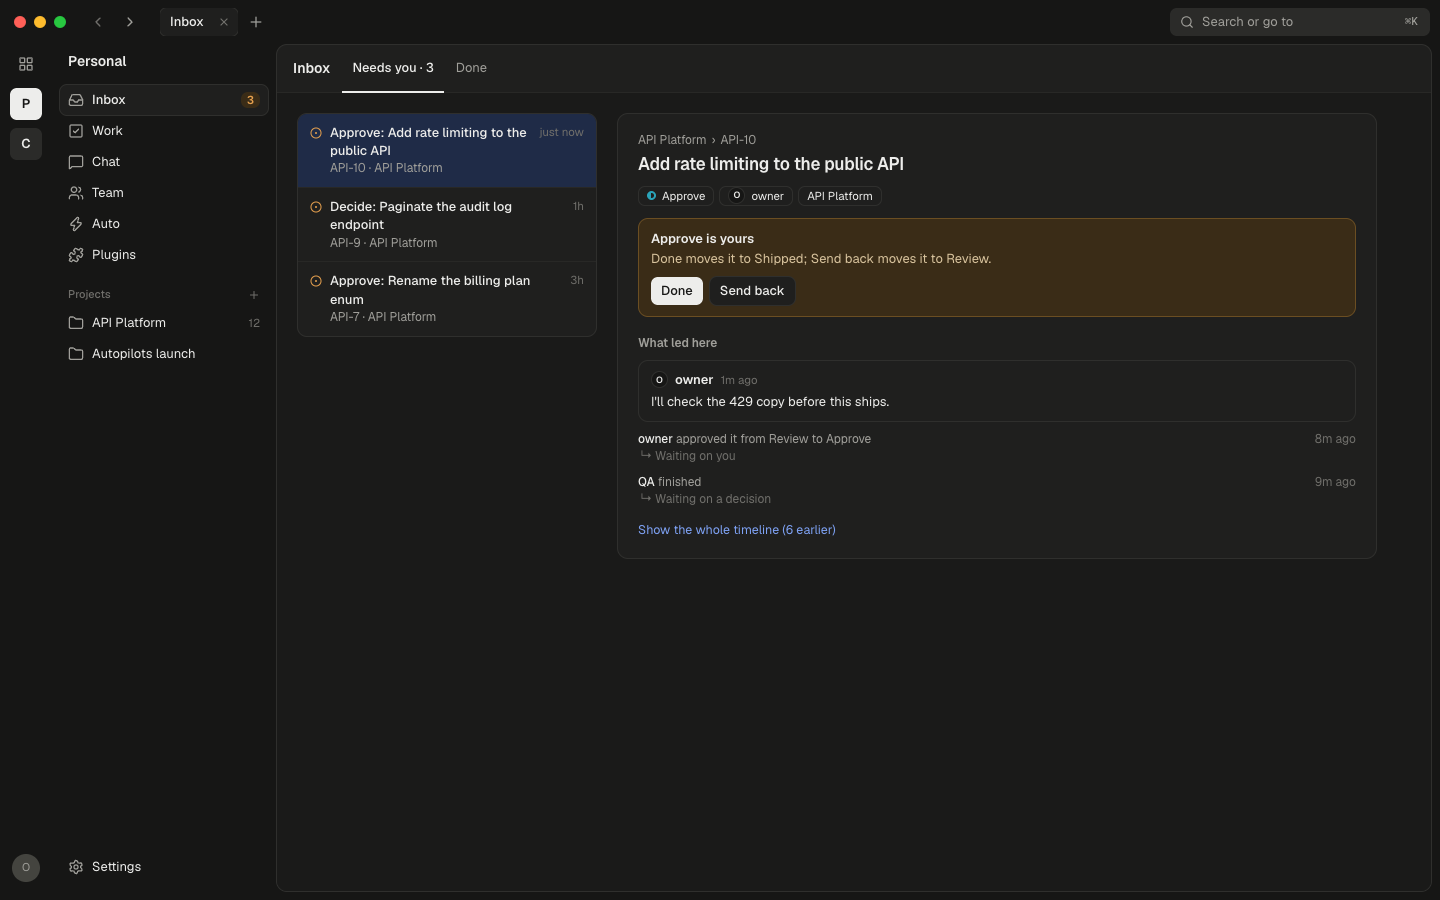 Inbox
Search or go to
⌘K
Personal
P
C
Inbox
3
Work
Chat
Team
Auto
Plugins
Projects
API Platform
12
Autopilots launch
O
Settings
Inbox
Needs you · 3
Done
Approve: Add rate limiting to the
just now
public API
API-10 · API Platform
Decide: Paginate the audit log
1h
endpoint
API-9 · API Platform
Approve: Rename the billing plan
3h
enum
API-7 · API Platform
API Platform › API-10
Add rate limiting to the public API
Approve
O owner
API Platform
Approve is yours
Done moves it to Shipped; Send back moves it to Review.
Done
Send back
What led here
O owner 1m ago
I'll check the 429 copy before this ships.
owner approved it from Review to Approve
8m ago
Waiting on you
QA finished
9m ago
Waiting on a decision
Show the whole timeline (6 earlier)